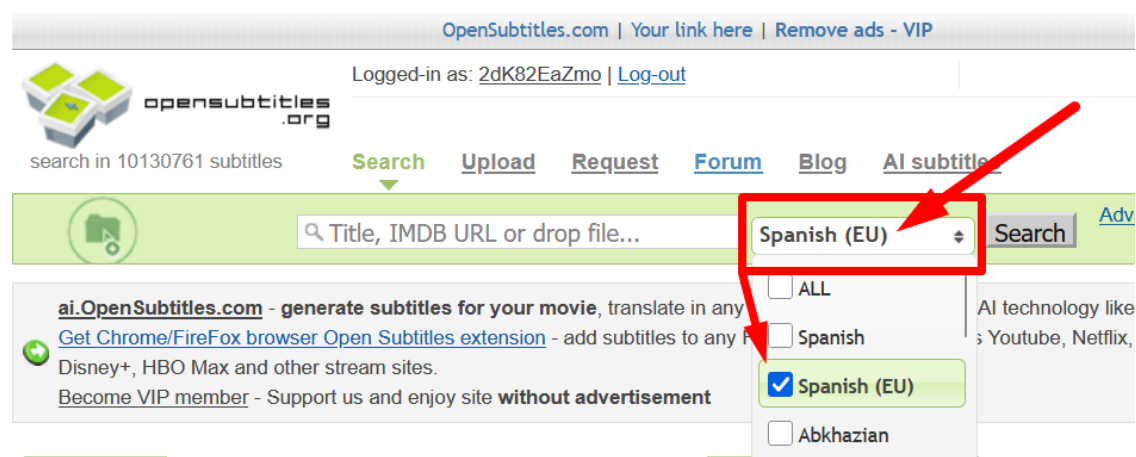 OpenSubtitles.com | Your link here | Remove ads - VIP
Logged-in as: 2dK82EaZmo | Log-out
opensubtitles
.org
search in 10130761 subtitles
Search Upload Request Forum Blog AI subtitles
Title, IMDB URL or drop file... Spanish (EU) Search Adv
ALL
ai.OpenSubtitles.com - generate subtitles for your movie, translate in any AI technology like
Spanish
Get Chrome/FireFox browser Open Subtitles extension - add subtitles to any Youtube, Netflix,
Disney+, HBO Max and other stream sites.
Spanish (EU)
Become VIP member - Support us and enjoy site without advertisement
Abkhazian